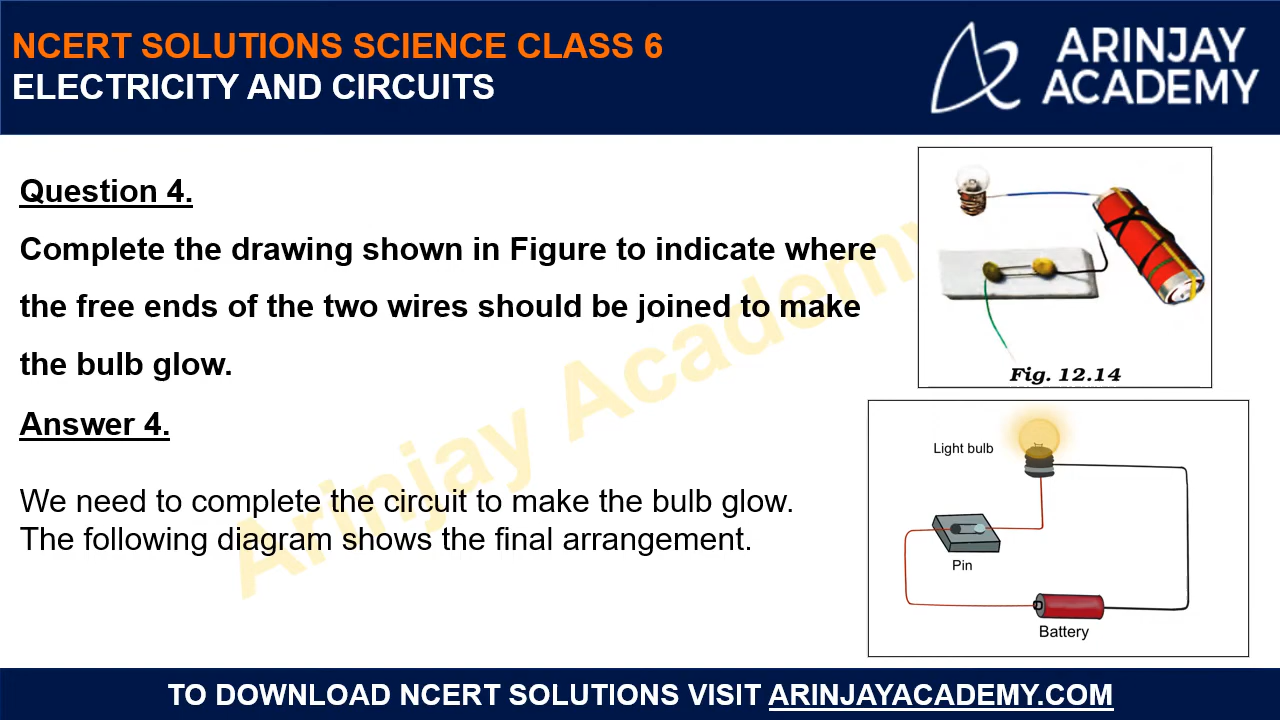 NCERT SOLUTIONS SCIENCE CLASS 6
ELECTRICITY AND CIRCUITS
ARINJAY
ACADEMY
Question 4.
Complete the drawing shown in Figure to indicate where
the free ends of the two wires should be joined to make
the bulb glow.
Fig. 12.14
Answer 4.
We need to complete the circuit to make the bulb glow.
The following diagram shows the final arrangement.
Light bulb
Pin
Battery
Arinjay Academy
TO DOWNLOAD NCERT SOLUTIONS VISIT ARINJAYACADEMY.COM